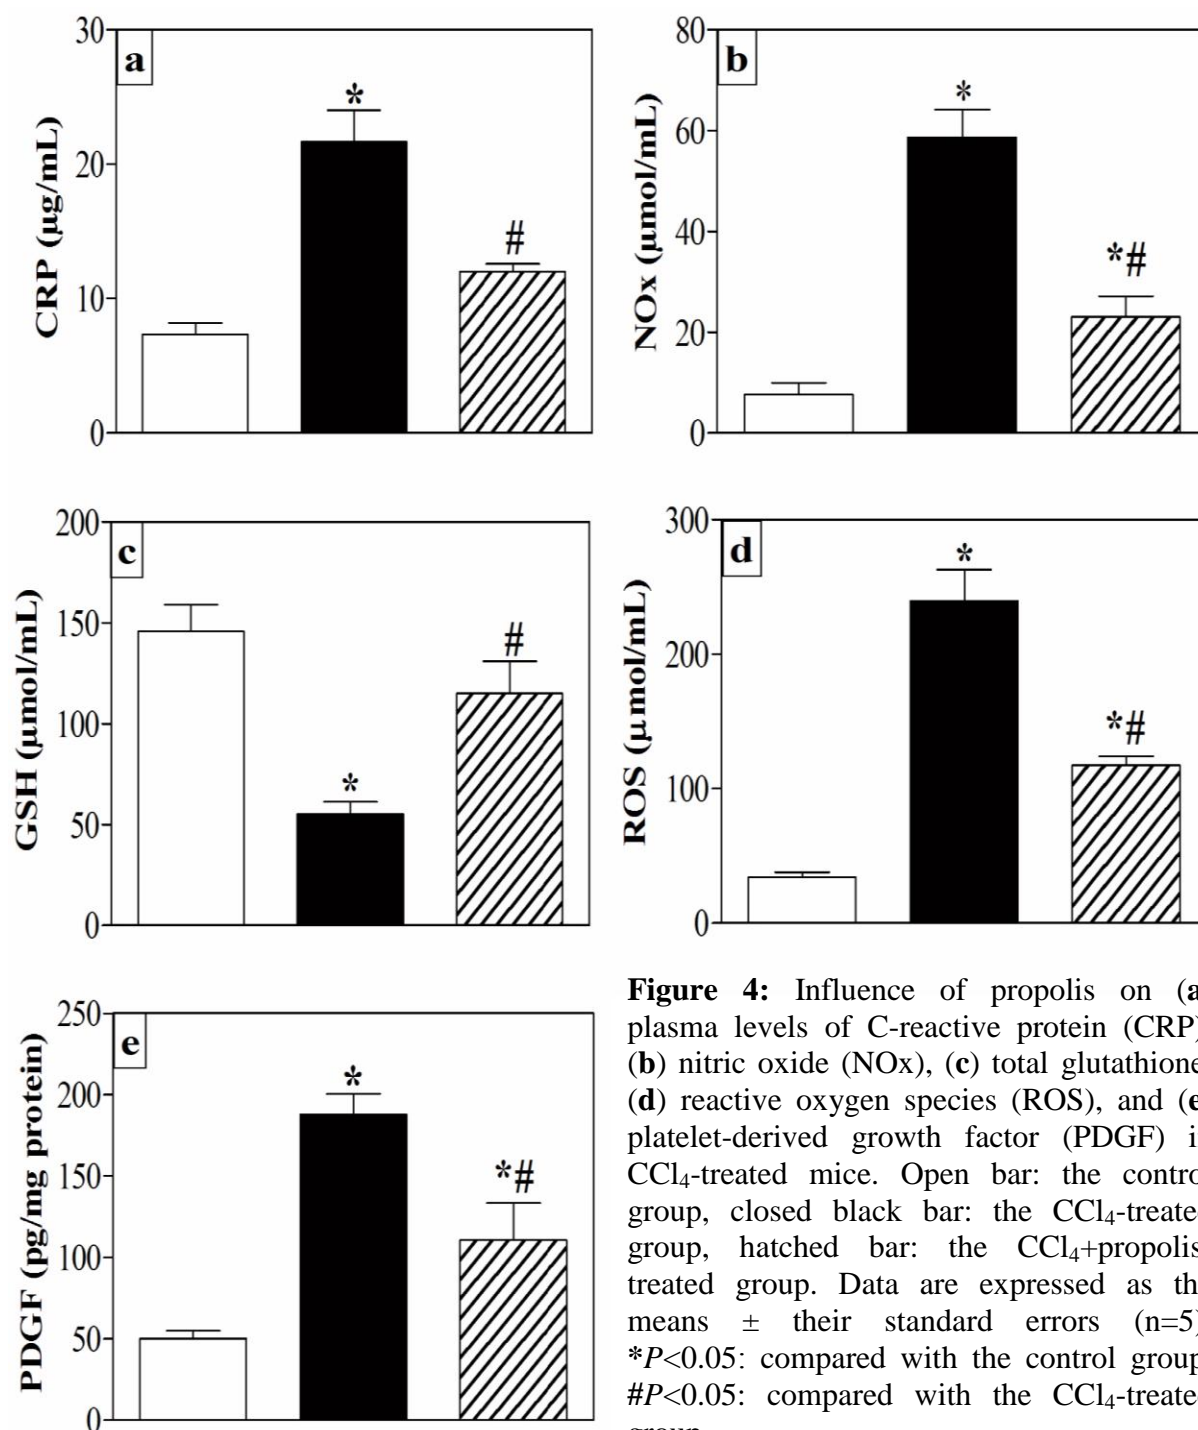 30
a
*
20
#
10
0
CRP (µg/mL)
80
b
*
60
40
*#
20
0
NOx (µmol/mL)
200
c
150
#
100
*
50
0
GSH (µmol/mL)
300
d
*
200
*#
100
0
ROS (µmol/mL)
250
e
*
200
*#
150
100
50
0
PDGF (pg/mg protein)
Figure 4: Influence of propolis on (a
plasma levels of C-reactive protein (CRP)
(b) nitric oxide (NOx), (c) total glutathione
(d) reactive oxygen species (ROS), and (e
platelet-derived growth factor (PDGF) i
CCl₄-treated mice. Open bar: the contro
group, closed black bar: the CCl₄-treate
group, hatched bar: the CCl₄+propolis
treated group. Data are expressed as th
means ± their standard errors (n=5)
*P<0.05: compared with the control group
#P<0.05: compared with the CCl₄-treate